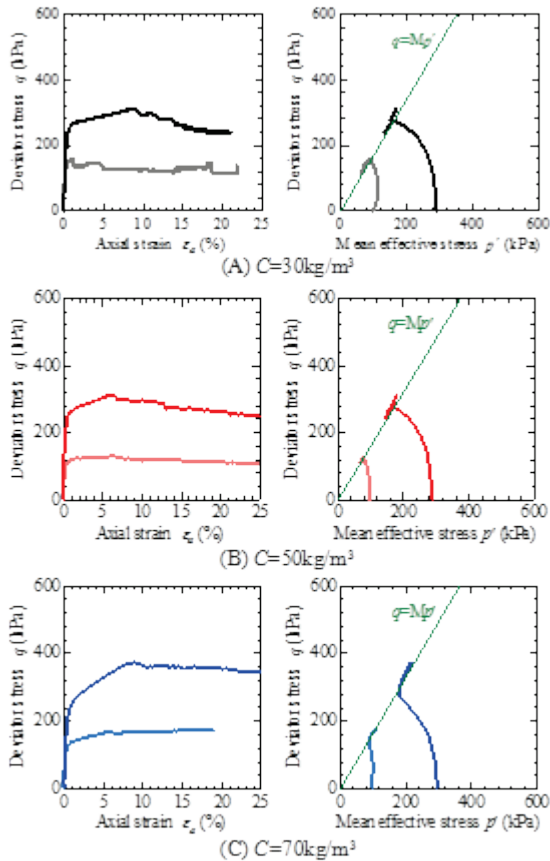 600
400
200
0
Deviator stress q (kPa)
0 5 10 15 20 25
Axial strain εa (%)
600
400
200
0
Deviator stress q (kPa)
q=Mp'
0 200 400 600
Mean effective stress p' (kPa)
(A) C=30kg/m³
600
400
200
0
Deviator stress q (kPa)
0 5 10 15 20 25
Axial strain εa (%)
600
400
200
0
Deviator stress q (kPa)
q=Mp'
0 200 400 600
Mean effective stress p' (kPa)
(B) C=50kg/m³
600
400
200
0
Deviator stress q (kPa)
0 5 10 15 20 25
Axial strain εa (%)
600
400
200
0
Deviator stress q (kPa)
q=Mp'
0 200 400 600
Mean effective stress p' (kPa)
(C) C=70kg/m³